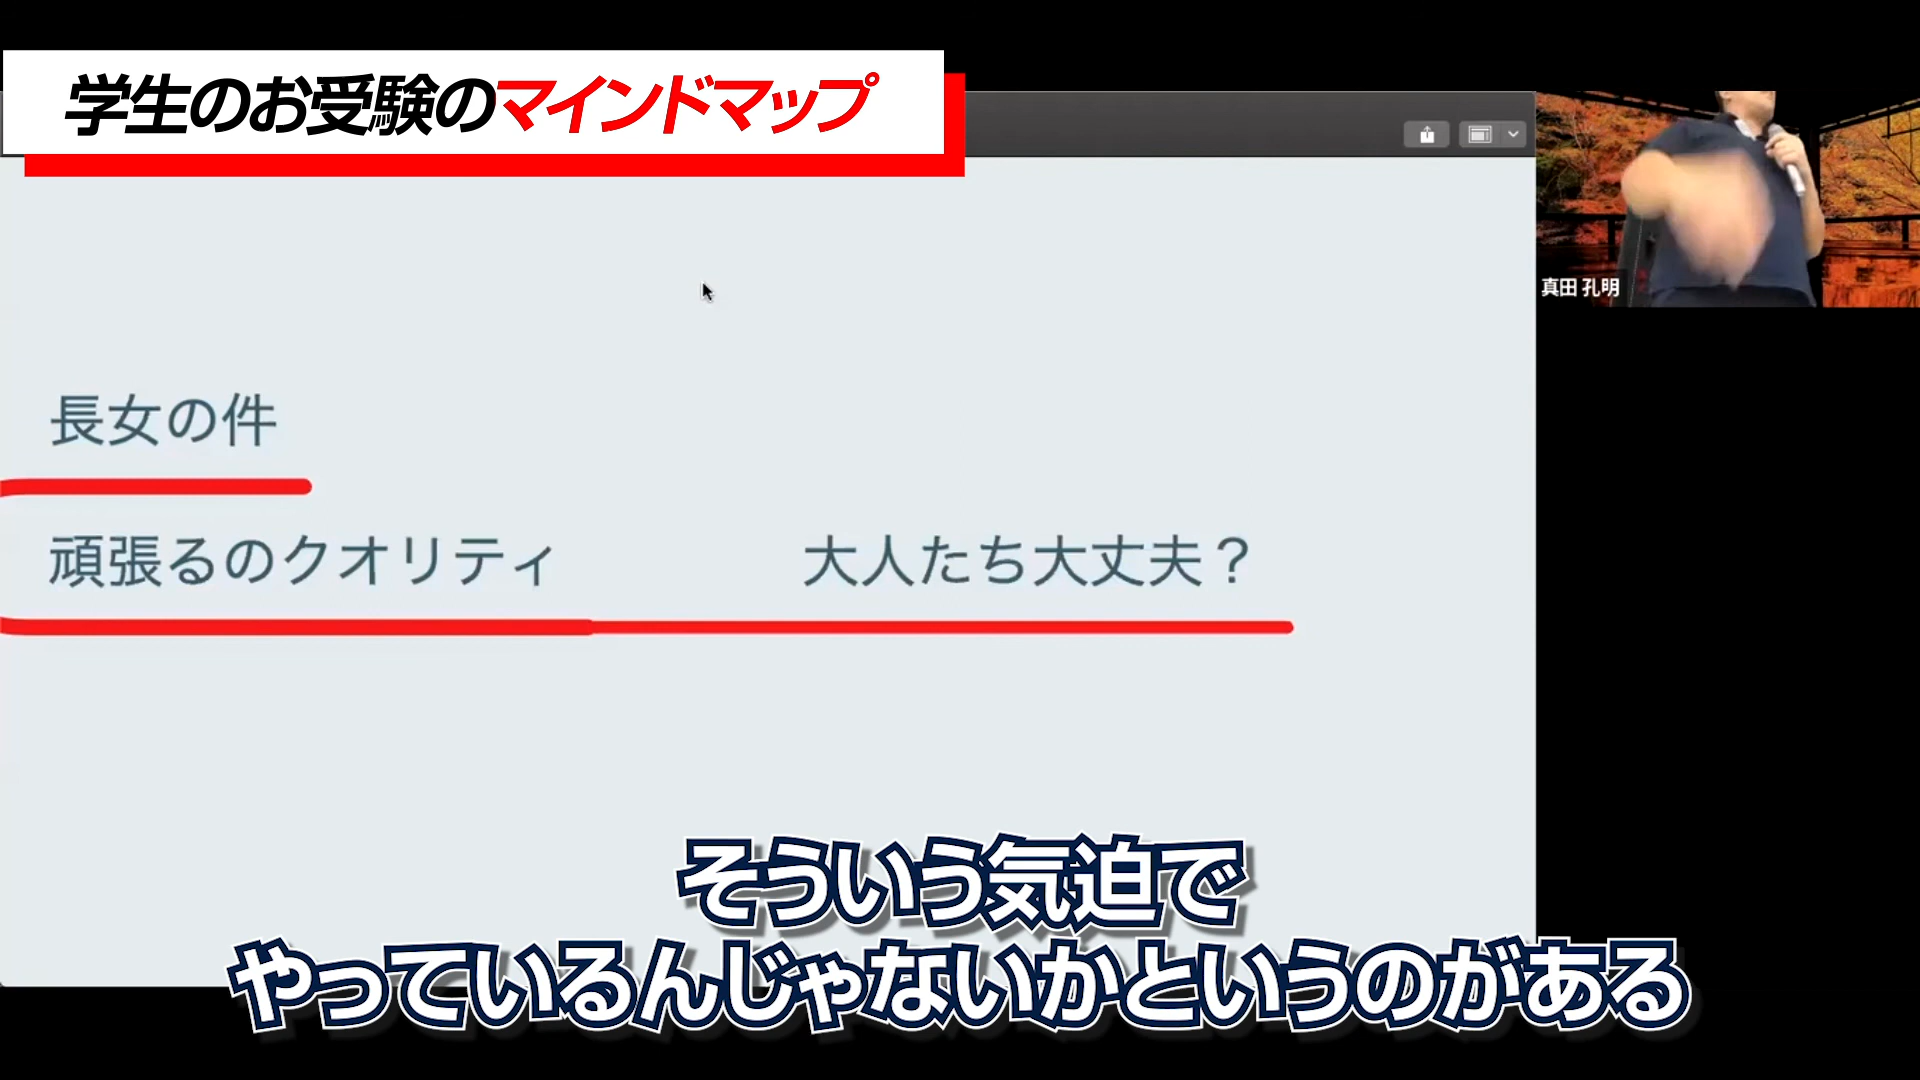 学生のお受験のマインドマップ
真田 孔明
長女の件
頑張るのクオリティ 大人たち大丈夫？
そういう気迫で
やっているんじゃないかというのがある